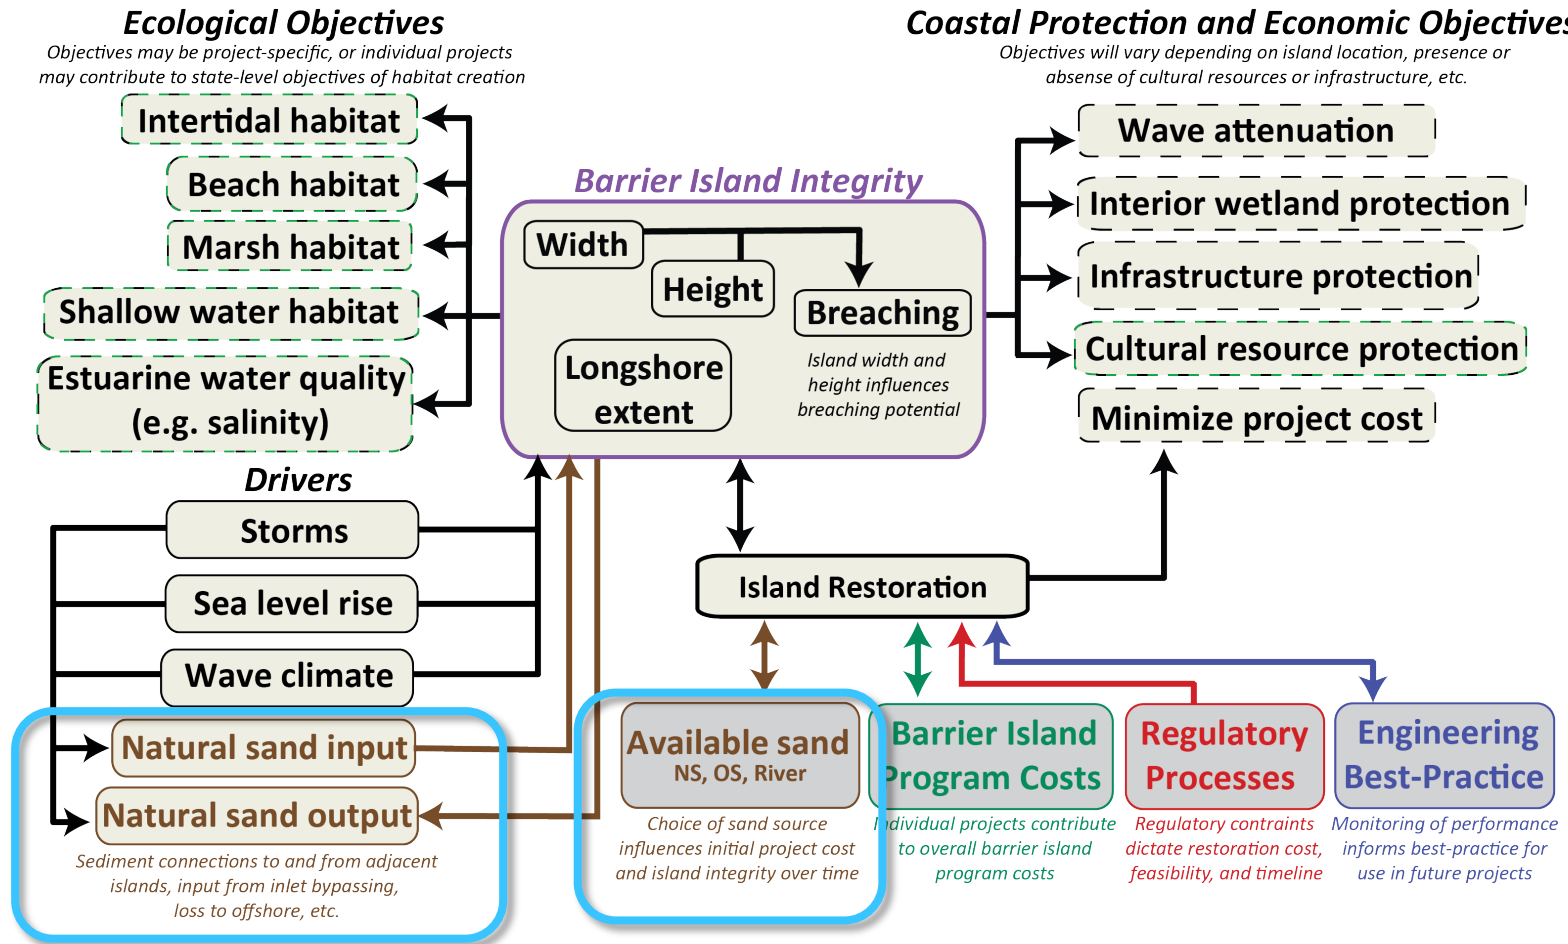 Ecological Objectives
Objectives may be project-specific, or individual projects
may contribute to state-level objectives of habitat creation
Intertidal habitat
Beach habitat
Marsh habitat
Shallow water habitat
Estuarine water quality
(e.g. salinity)
Coastal Protection and Economic Objectives
Objectives will vary depending on island location, presence or
absense of cultural resources or infrastructure, etc.
Wave attenuation
Interior wetland protection
Infrastructure protection
Cultural resource protection
Minimize project cost
Barrier Island Integrity
Width
Height
Breaching
Longshore
extent
Island width and
height influences
breaching potential
Drivers
Storms
Sea level rise
Wave climate
Natural sand input
Natural sand output
Sediment connections to and from adjacent
islands, input from inlet bypassing,
loss to offshore, etc.
Island Restoration
Available sand
NS, OS, River
Choice of sand source
influences initial project cost
and island integrity over time
Barrier Island
Program Costs
Individual projects contribute
to overall barrier island
program costs
Regulatory
Processes
Regulatory contraints
dictate restoration cost,
feasibility, and timeline
Engineering
Best-Practice
Monitoring of performance
informs best-practice for
use in future projects